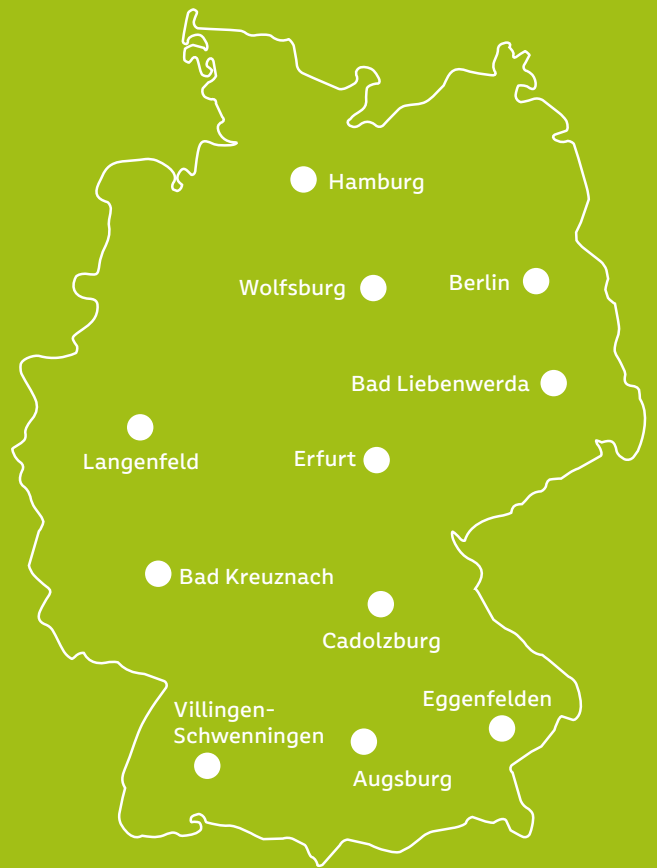 Hamburg
Wolfsburg
Berlin
Bad Liebenwerda
Langenfeld
Erfurt
Bad Kreuznach
Cadolzburg
Eggenfelden
Villingen-
Schwenningen
Augsburg